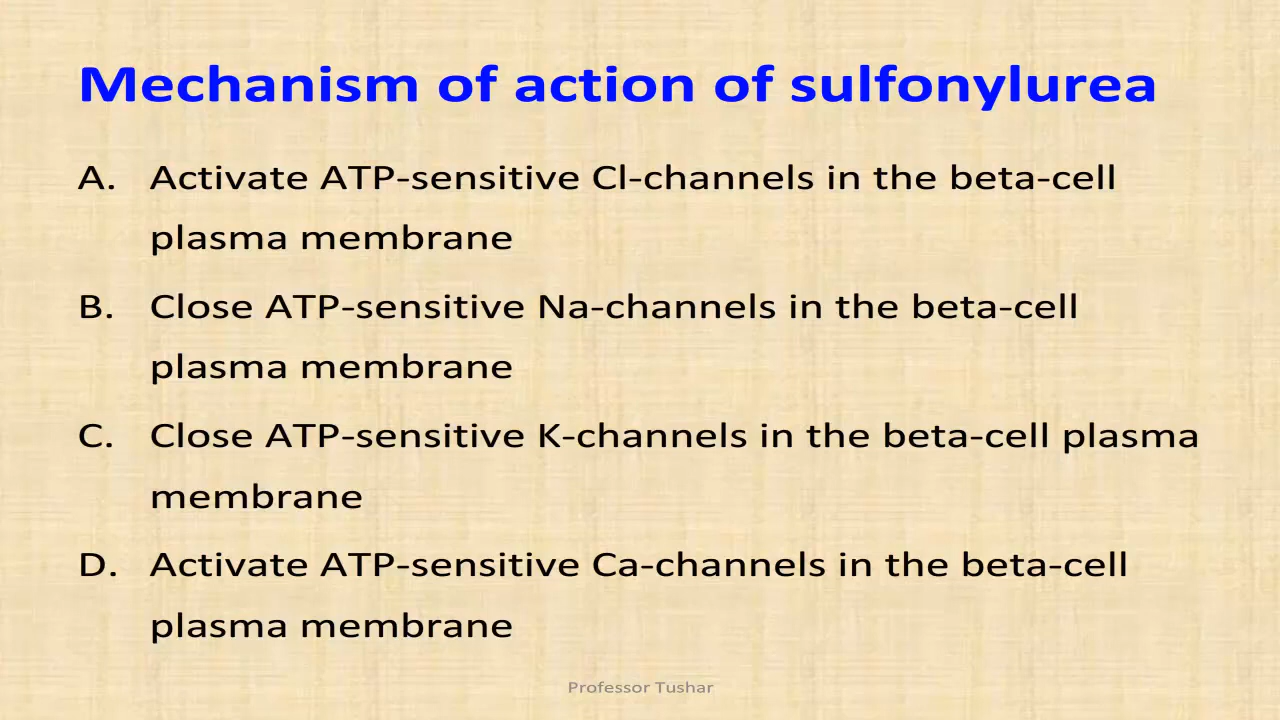 Mechanism of action of sulfonylurea
A. Activate ATP-sensitive Cl-channels in the beta-cell
plasma membrane
B. Close ATP-sensitive Na-channels in the beta-cell
plasma membrane
C. Close ATP-sensitive K-channels in the beta-cell plasma
membrane
D. Activate ATP-sensitive Ca-channels in the beta-cell
plasma membrane
Professor Tushar